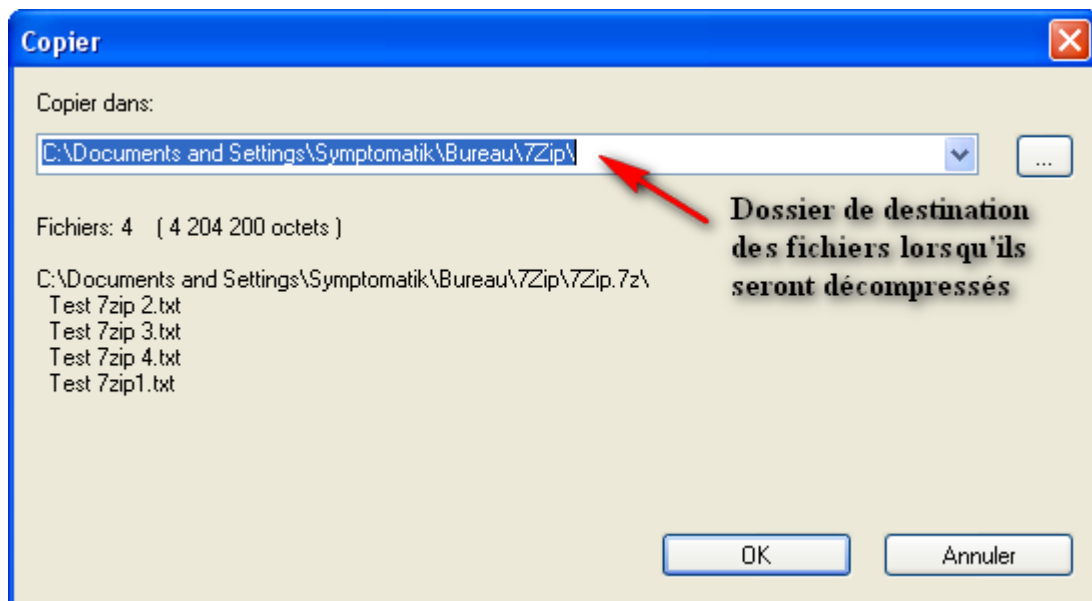 Copier
Copier dans:
C:\Documents and Settings\Symptomatik\Bureau\7Zip\
...
Dossier de destination
des fichiers lorsqu'ils
seront décompressés
Fichiers: 4 ( 4 204 200 octets )
C:\Documents and Settings\Symptomatik\Bureau\7Zip\7Zip.7z\
Test 7zip 2.txt
Test 7zip 3.txt
Test 7zip 4.txt
Test 7zip1.txt
OK
Annuler